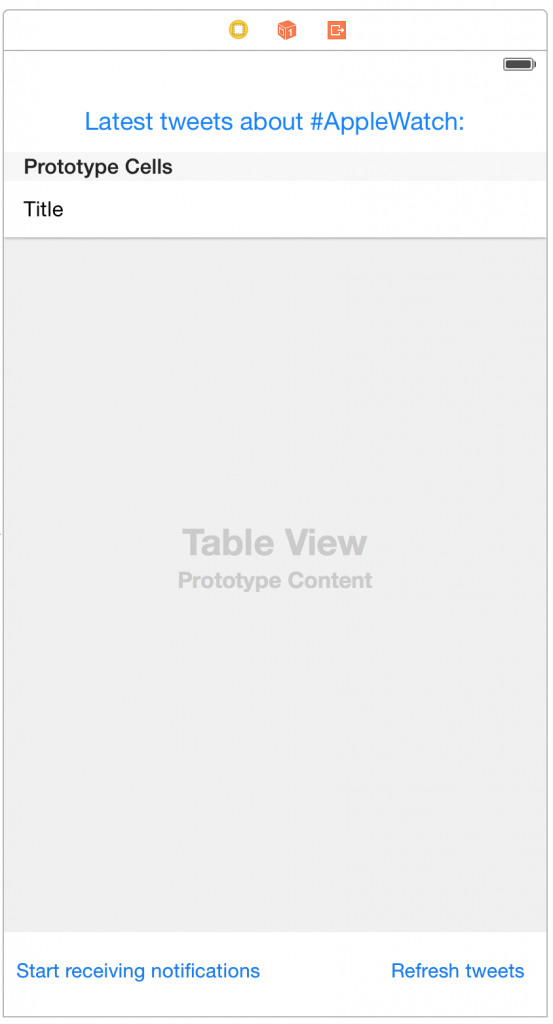 Latest tweets about #AppleWatch:
Prototype Cells
Title
Table View
Prototype Content
Start receiving notifications
Refresh tweets